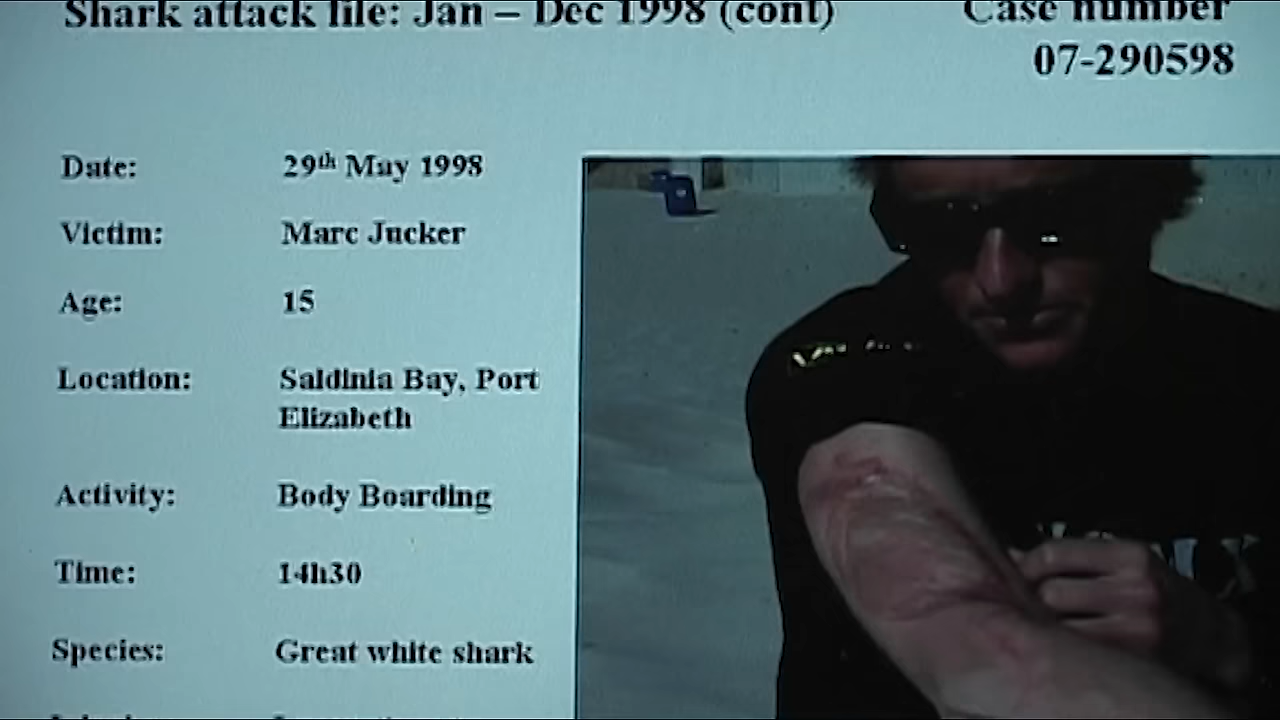 Shark attack file: Jan – Dec 1998 (cont)
Case number
07-290598
Date: 29th May 1998
Victim: Marc Jucker
Age: 15
Location: Saldinia Bay, Port
Elizabeth
Activity: Body Boarding
Time: 14h30
Species: Great white shark